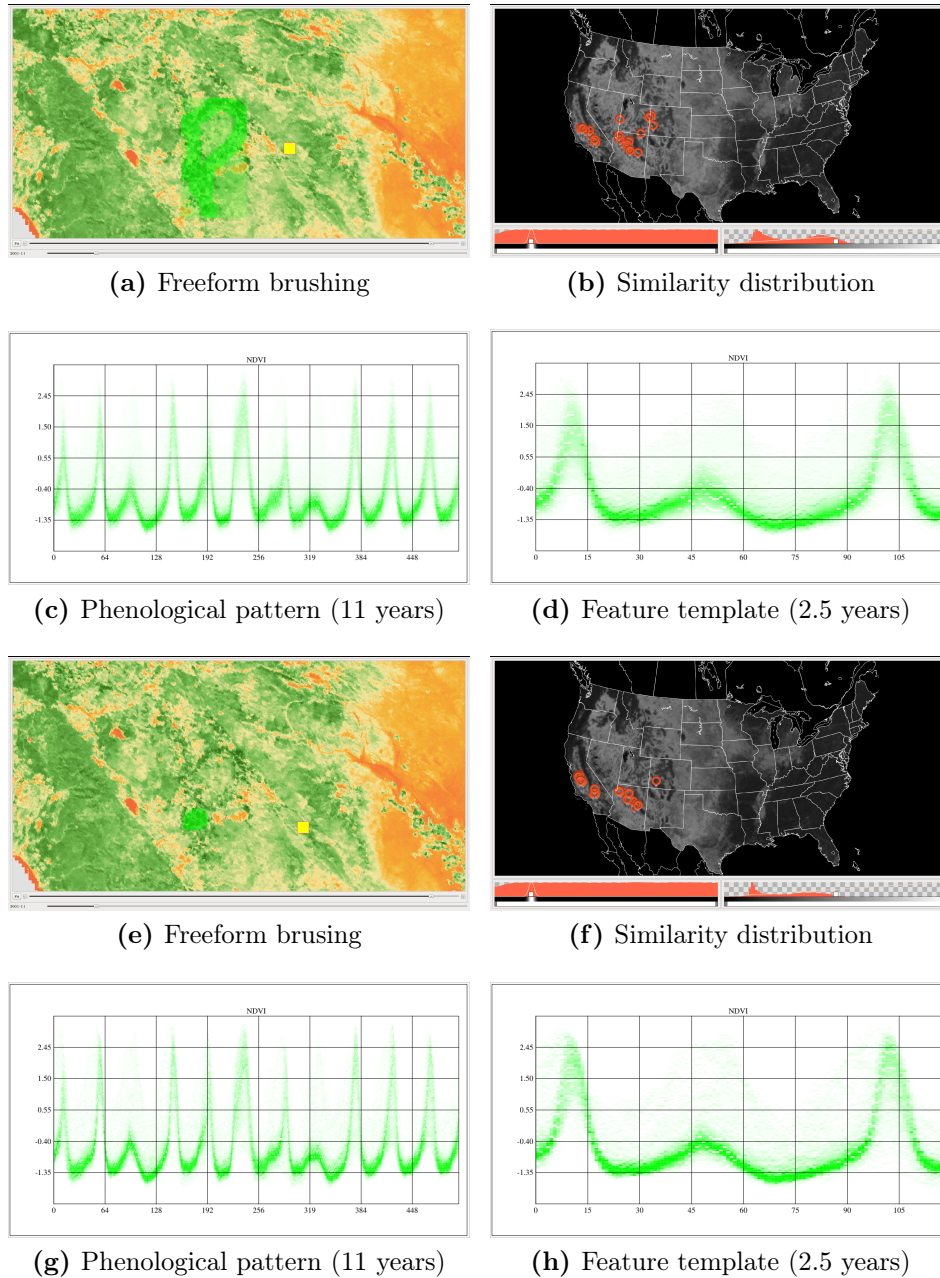 Fn
2001-11
(a) Freeform brushing
(b) Similarity distribution
NDVI
2.45
1.50
0.55
-0.40
-1.35
0 64 128 192 256 319 384 448
(c) Phenological pattern (11 years)
NDVI
2.45
1.50
0.55
-0.40
-1.35
0 15 30 45 60 75 90 105
(d) Feature template (2.5 years)
(e) Freeform brusing
(f) Similarity distribution
NDVI
2.45
1.50
0.55
-0.40
-1.35
0 64 128 192 256 319 384 448
(g) Phenological pattern (11 years)
NDVI
2.45
1.50
0.55
-0.40
-1.35
0 15 30 45 60 75 90 105
(h) Feature template (2.5 years)